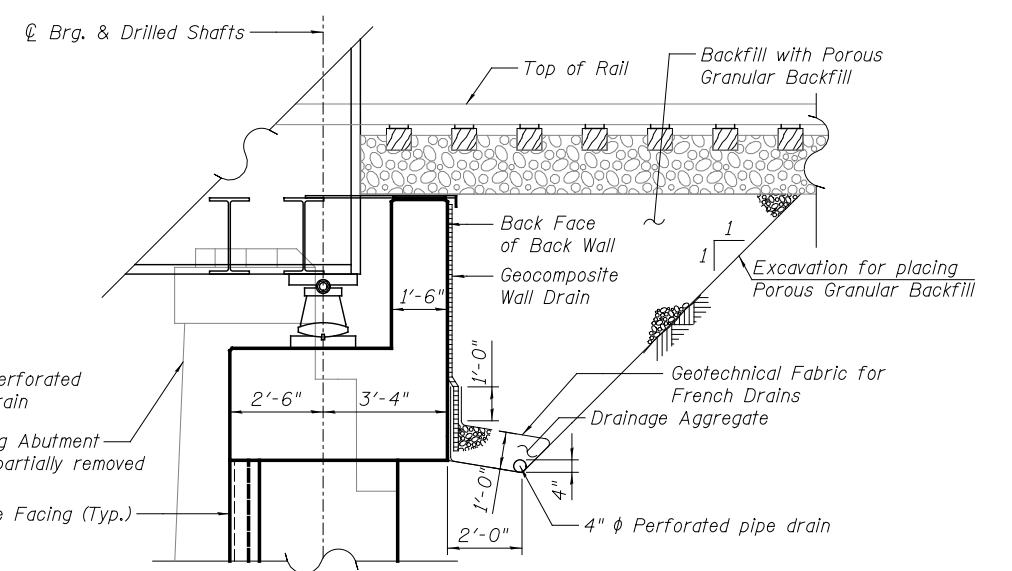 ℄ Brg. & Drilled Shafts
Top of Rail
Backfill with Porous
Granular Backfill
Back Face
of Back Wall
Geocomposite
Wall Drain
1
1
Excavation for placing
Porous Granular Backfill
1'-6"
1'-0"
2'-6"
3'-4"
erforated
rain
Geotechnical Fabric for
French Drains
Drainage Aggregate
g Abutment
partially removed
1'-0"
4"
e Facing (Typ.)
2'-0"
4" ϕ Perforated pipe drain